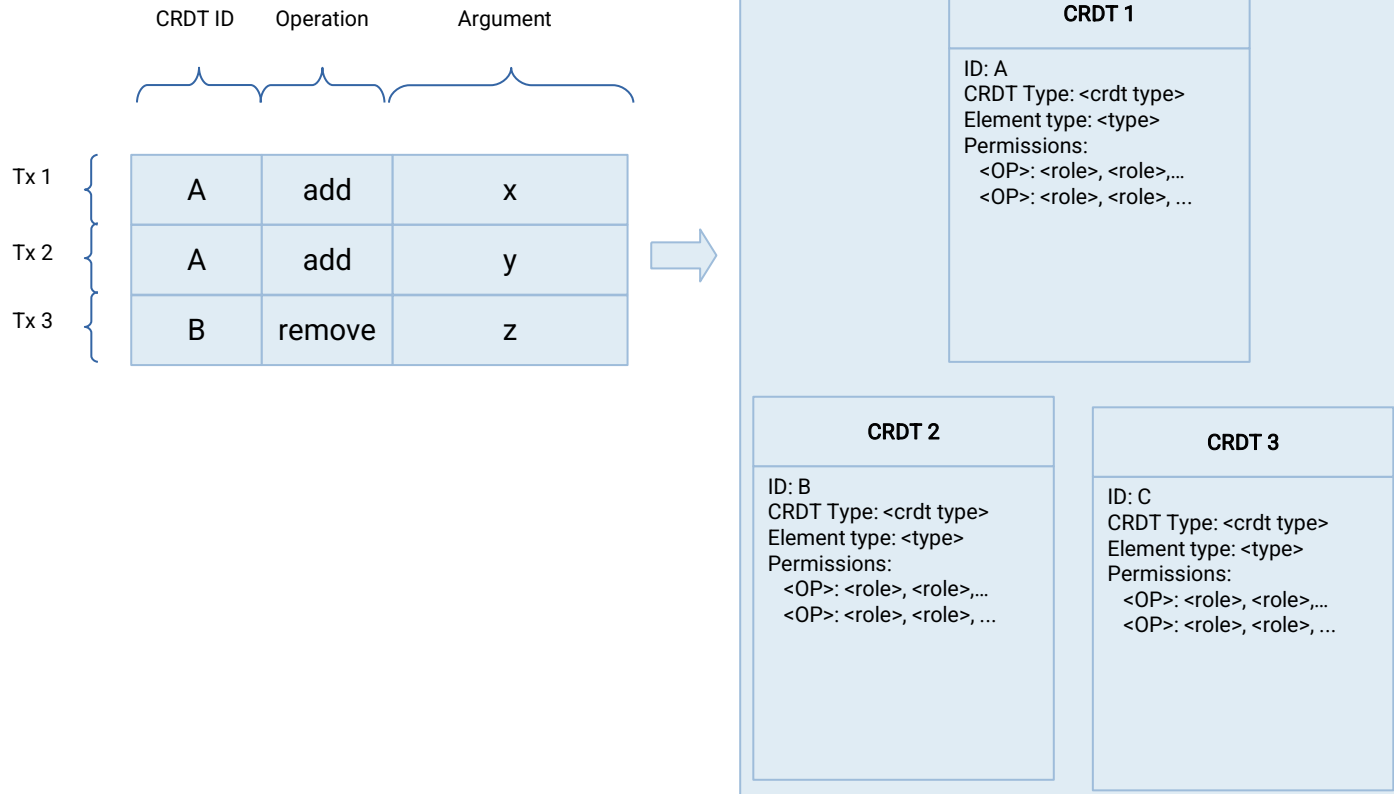 CRDT ID Operation Argument
Tx 1 A add x
Tx 2 A add y
Tx 3 B remove z
CRDT 1
ID: A
CRDT Type: <crdt type>
Element type: <type>
Permissions:
<OP>: <role>, <role>,...
<OP>: <role>, <role>, ...
CRDT 2
ID: B
CRDT Type: <crdt type>
Element type: <type>
Permissions:
<OP>: <role>, <role>,...
<OP>: <role>, <role>, ...
CRDT 3
ID: C
CRDT Type: <crdt type>
Element type: <type>
Permissions:
<OP>: <role>, <role>,...
<OP>: <role>, <role>, ...